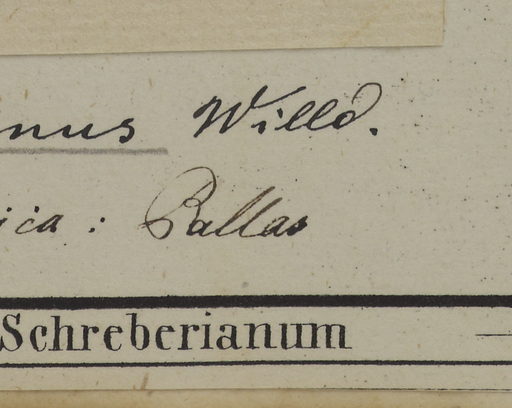 nus Willd.
ica : Pallas
Schreberianum